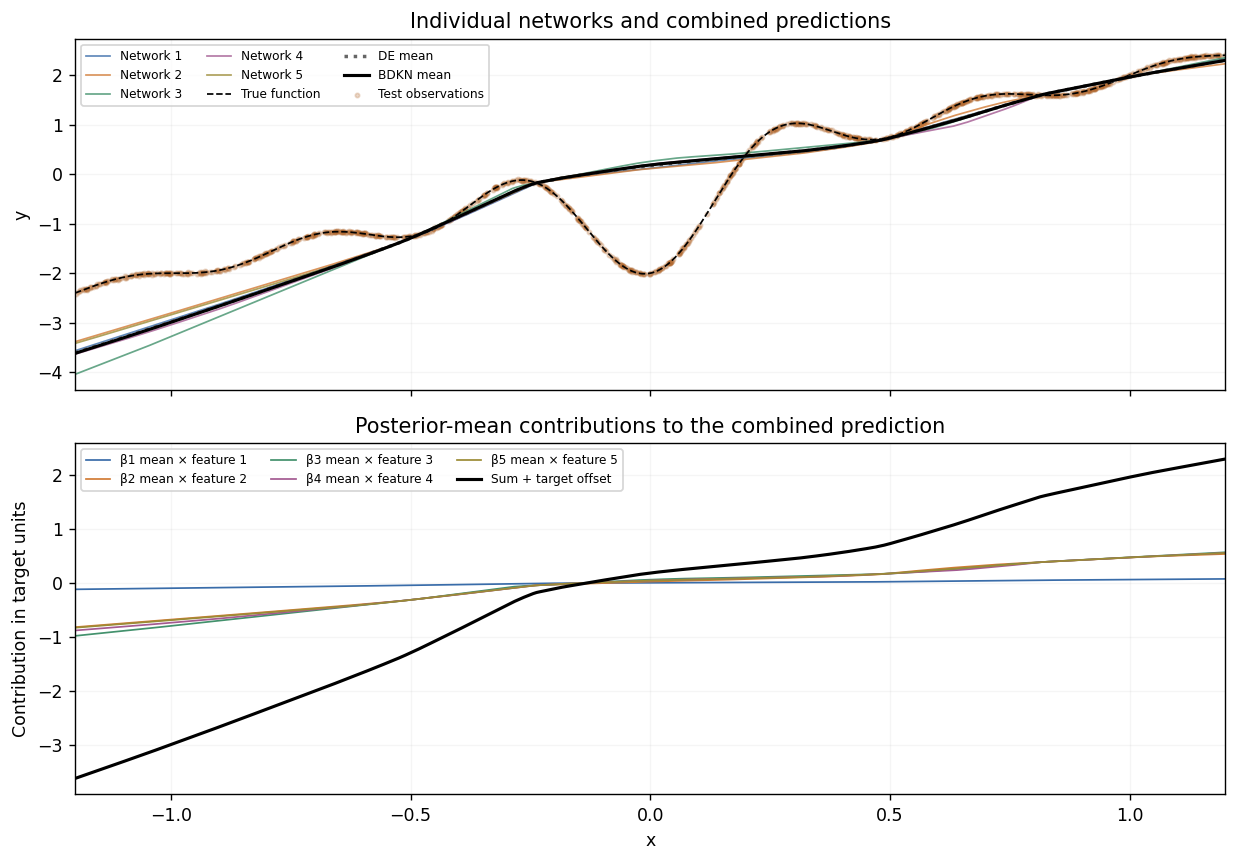 Individual networks and combined predictions
Network 1 Network 4 DE mean
Network 2 Network 5 BDKN mean
Network 3 True function Test observations
2
1
0
−1
−2
−3
−4
y
Posterior-mean contributions to the combined prediction
β1 mean × feature 1 β3 mean × feature 3 β5 mean × feature 5
β2 mean × feature 2 β4 mean × feature 4 Sum + target offset
2
1
0
−1
−2
−3
Contribution in target units
−1.0 −0.5 0.0 0.5 1.0
x